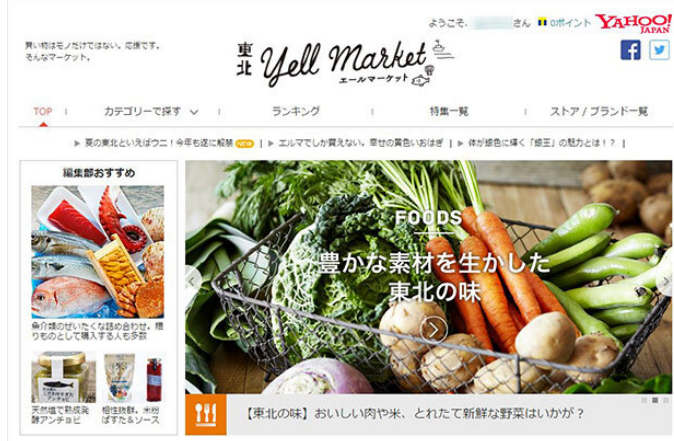 ようこそ、
さん
0ポイント
YAHOO!
JAPAN
買い物はモノだけではない。応援です。
そんなマーケット。
東北 Yell Market
エールマーケット
TOP
カテゴリーで探す
ランキング
特集一覧
ストア / ブランド一覧
▶ 夏の東北といえばウニ！今年も遂に解禁 NEW | ▶ エルマでしか買えない。幸せの黄色いおはぎ | ▶ 体が銀色に輝く「銀王」の魅力とは！？ |
編集部おすすめ
魚介類のぜいたくな詰め合わせ。贈
りものとして購入する人も多数
天然塩で熟成発
酵アンチョビ
相性抜群。米粉
ぱすた＆ソース
FOODS
豊かな素材を生かした
東北の味
【東北の味】おいしい肉や米、とれたて新鮮な野菜はいかが？